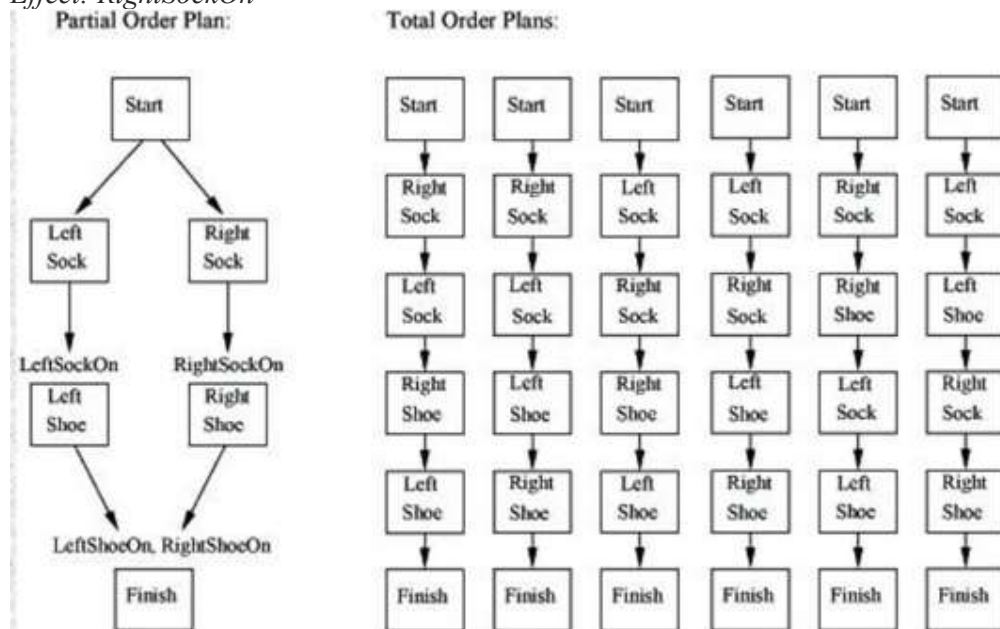 Effect: RightSockOn
Partial Order Plan:
Total Order Plans:
Start
Left
Sock
Right
Sock
LeftSockOn
RightSockOn
Left
Shoe
Right
Shoe
LeftShoeOn, RightShoeOn
Finish
Start
Right
Sock
Left
Sock
Right
Shoe
Left
Shoe
Finish
Start
Right
Sock
Left
Sock
Left
Shoe
Right
Shoe
Finish
Start
Left
Sock
Right
Sock
Right
Shoe
Left
Shoe
Finish
Start
Left
Sock
Right
Sock
Left
Shoe
Right
Shoe
Finish
Start
Right
Sock
Right
Shoe
Left
Sock
Left
Shoe
Finish
Start
Left
Sock
Left
Shoe
Right
Sock
Right
Shoe
Finish